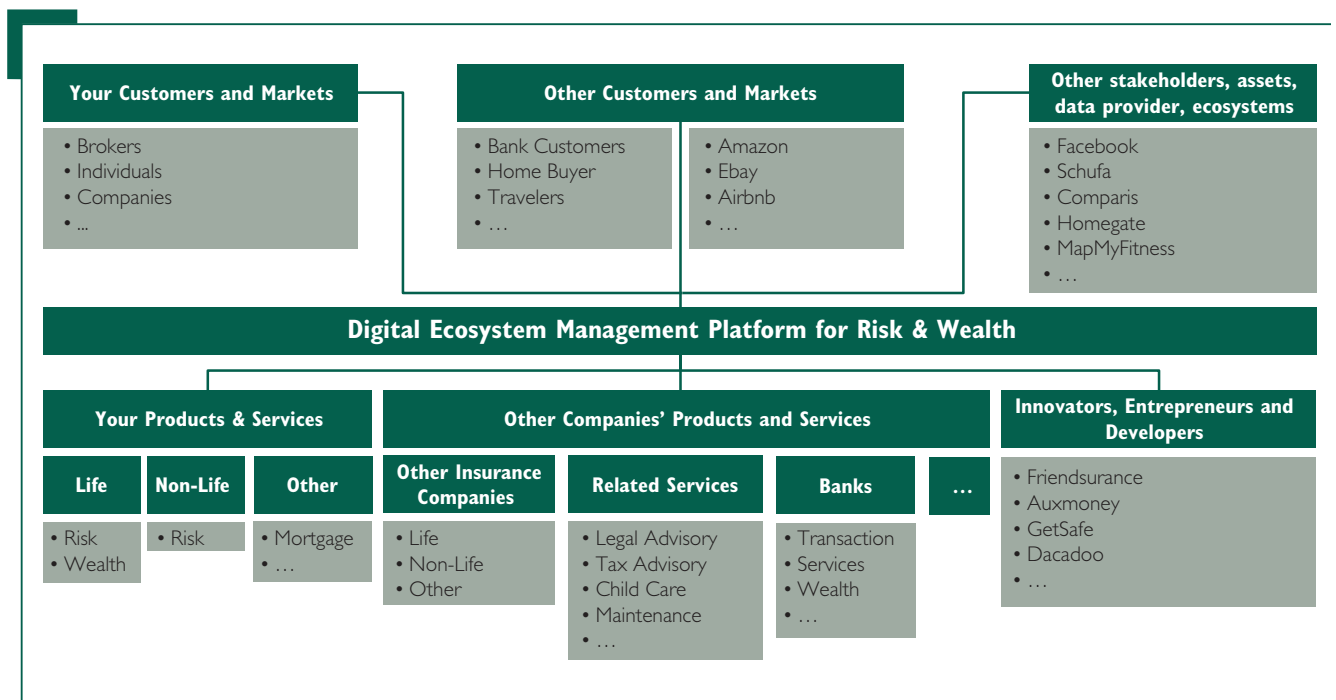 Your Customers and Markets
• Brokers
• Individuals
• Companies
• ...
Other Customers and Markets
• Bank Customers
• Home Buyer
• Travelers
• …
• Amazon
• Ebay
• Airbnb
• …
Other stakeholders, assets,
data provider, ecosystems
• Facebook
• Schufa
• Comparis
• Homegate
• MapMyFitness
• …
Digital Ecosystem Management Platform for Risk & Wealth
Your Products & Services
Life
• Risk
• Wealth
Non-Life
• Risk
Other
• Mortgage
• …
Other Companies’ Products and Services
Other Insurance
Companies
• Life
• Non-Life
• Other
Related Services
• Legal Advisory
• Tax Advisory
• Child Care
• Maintenance
• …
Banks
• Transaction
• Services
• Wealth
• …
…
Innovators, Entrepreneurs and
Developers
• Friendsurance
• Auxmoney
• GetSafe
• Dacadoo
• …